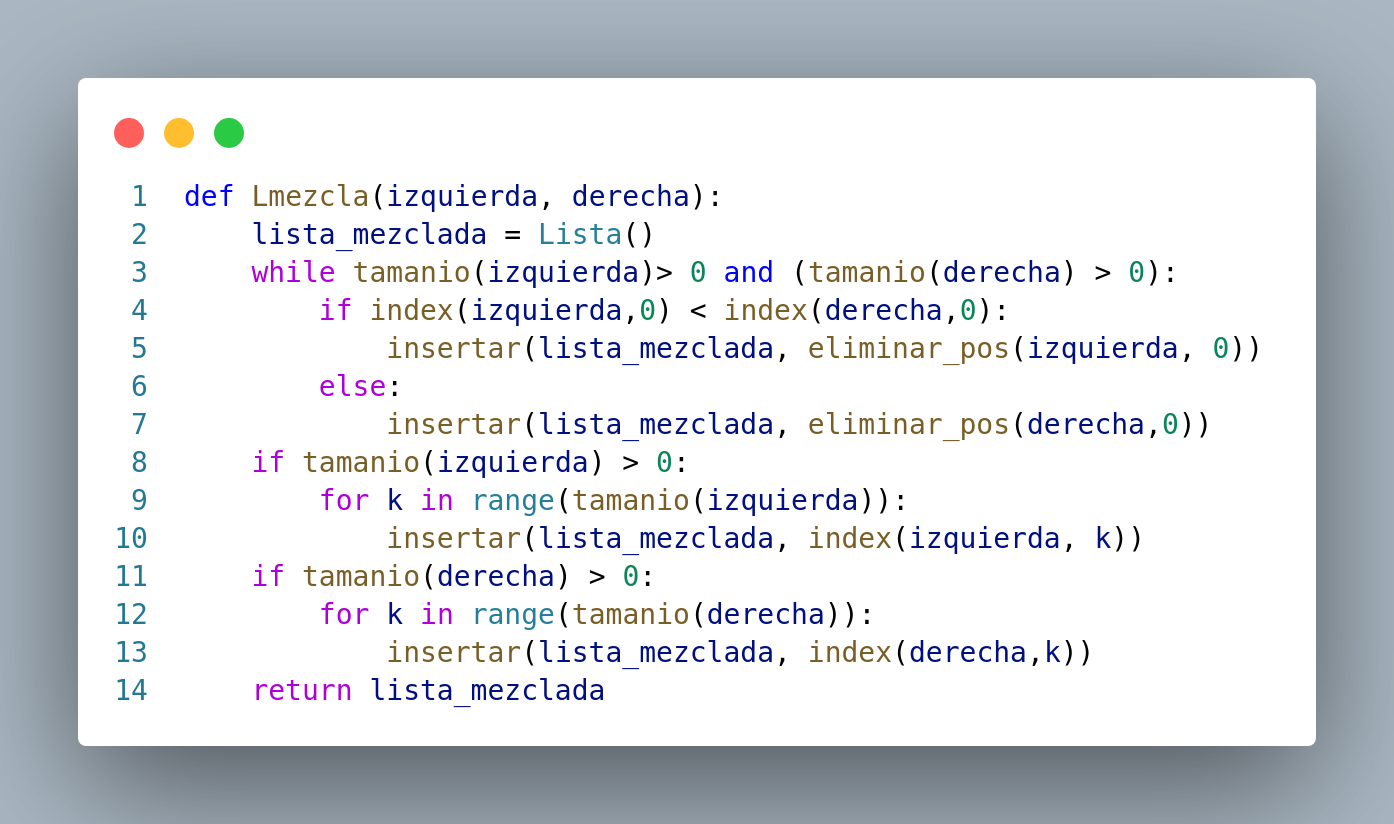 1 def Lmezcla(izquierda, derecha):
2     lista_mezclada = Lista()
3     while tamanio(izquierda)> 0 and (tamanio(derecha) > 0):
4         if index(izquierda,0) < index(derecha,0):
5             insertar(lista_mezclada, eliminar_pos(izquierda, 0))
6         else:
7             insertar(lista_mezclada, eliminar_pos(derecha,0))
8     if tamanio(izquierda) > 0:
9         for k in range(tamanio(izquierda)):
10             insertar(lista_mezclada, index(izquierda, k))
11     if tamanio(derecha) > 0:
12         for k in range(tamanio(derecha)):
13             insertar(lista_mezclada, index(derecha,k))
14     return lista_mezclada